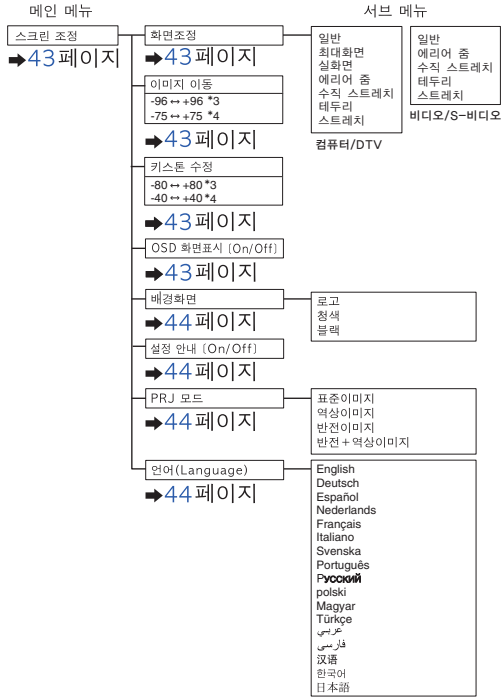 메인 메뉴
서브 메뉴
스크린 조정
➡43페이지
화면조정
➡43페이지
일반
최대화면
실화면
에리어 줌
수직 스트레치
테두리
스트레치
컴퓨터/DTV
일반
에리어 줌
수직 스트레치
테두리
스트레치
비디오/S-비디오
이미지 이동
-96 ↔ +96 *3
-75 ↔ +75 *4
➡43페이지
키스톤 수정
-80 ↔ +80 *3
-40 ↔ +40 *4
➡43페이지
OSD 화면표시 (On/Off)
➡43페이지
배경화면
➡44페이지
로고
청색
블랙
설정 안내 (On/Off)
➡44페이지
PRJ 모드
➡44페이지
표준이미지
역상이미지
반전이미지
반전+역상이미지
언어(Language)
➡44페이지
English
Deutsch
Español
Nederlands
Français
Italiano
Svenska
Português
Русский
polski
Magyar
Türkçe
عربي
فارسی
汉语
한국어
日本語